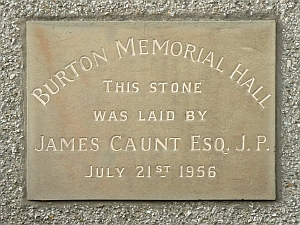 BURTON MEMORIAL HALL
THIS STONE
WAS LAID BY
JAMES CAUNT ESQ. J.P.
JULY 21ST 1956